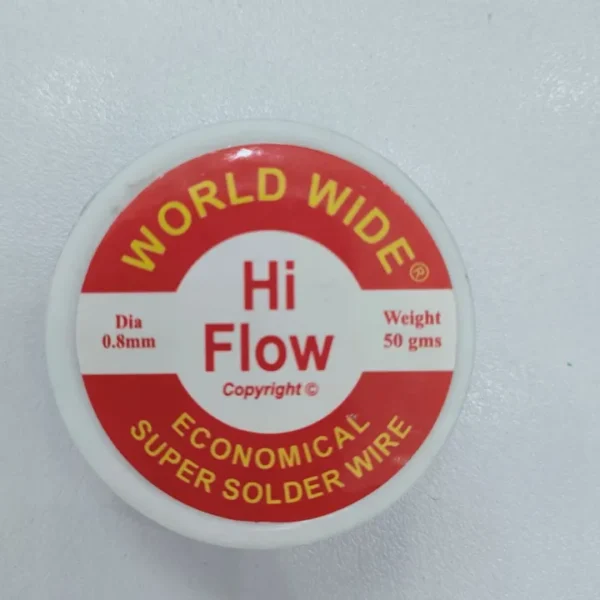 WORLD WIDE®
Hi
Flow
Copyright ©
Dia
0.8mm
Weight
50 gms
ECONOMICAL
SUPER SOLDER WIRE